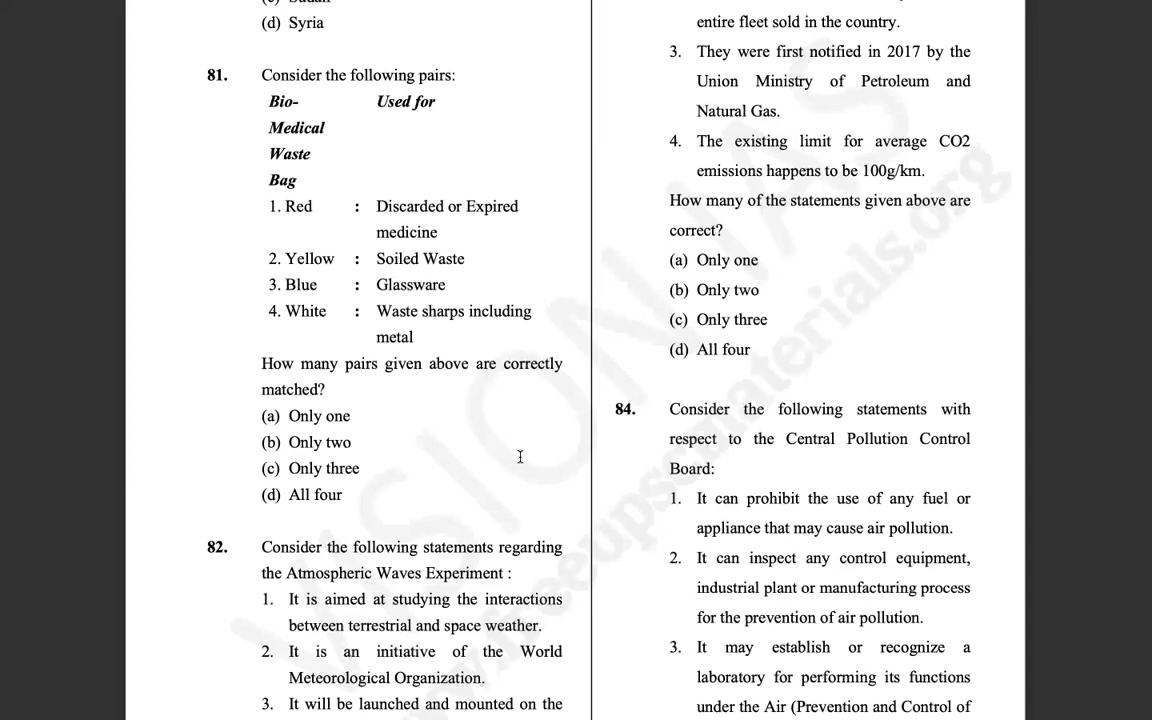 (d) Syria
81. Consider the following pairs:
Bio- Used for
Medical
Waste
Bag
1. Red : Discarded or Expired
medicine
2. Yellow : Soiled Waste
3. Blue : Glassware
4. White : Waste sharps including
metal
How many pairs given above are correctly
matched?
(a) Only one
(b) Only two
(c) Only three
(d) All four
82. Consider the following statements regarding
the Atmospheric Waves Experiment :
1. It is aimed at studying the interactions
between terrestrial and space weather.
2. It is an initiative of the World
Meteorological Organization.
3. It will be launched and mounted on the
entire fleet sold in the country.
3. They were first notified in 2017 by the
Union Ministry of Petroleum and
Natural Gas.
4. The existing limit for average CO2
emissions happens to be 100g/km.
How many of the statements given above are
correct?
(a) Only one
(b) Only two
(c) Only three
(d) All four
84. Consider the following statements with
respect to the Central Pollution Control
Board:
1. It can prohibit the use of any fuel or
appliance that may cause air pollution.
2. It can inspect any control equipment,
industrial plant or manufacturing process
for the prevention of air pollution.
3. It may establish or recognize a
laboratory for performing its functions
under the Air (Prevention and Control of
VISION IAS
www.freeupscmaterials.org